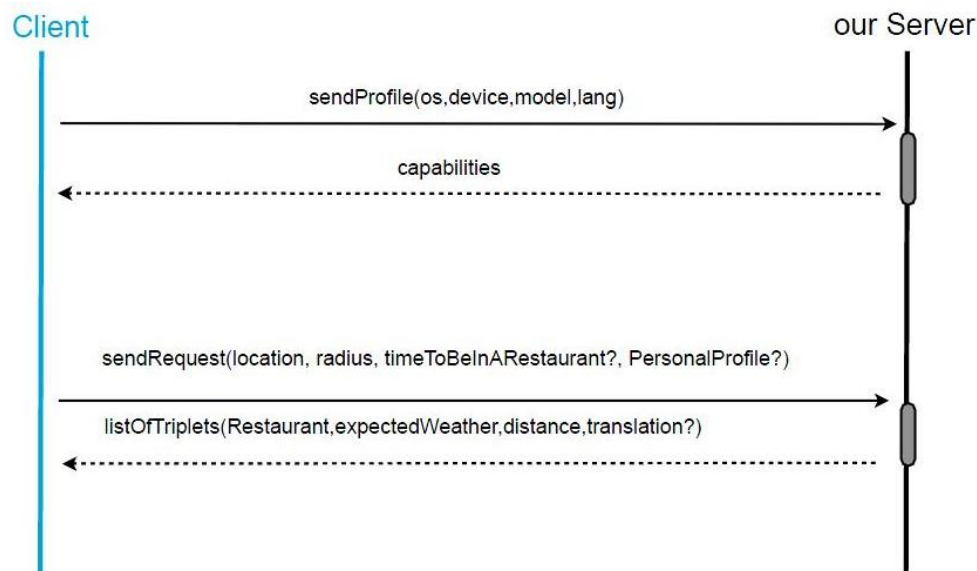 Client
our Server
sendProfile(os,device,model,lang)
capabilities
sendRequest(location, radius, timeToBeInARestaurant?, PersonalProfile?)
listOfTriplets(Restaurant,expectedWeather,distance,translation?)